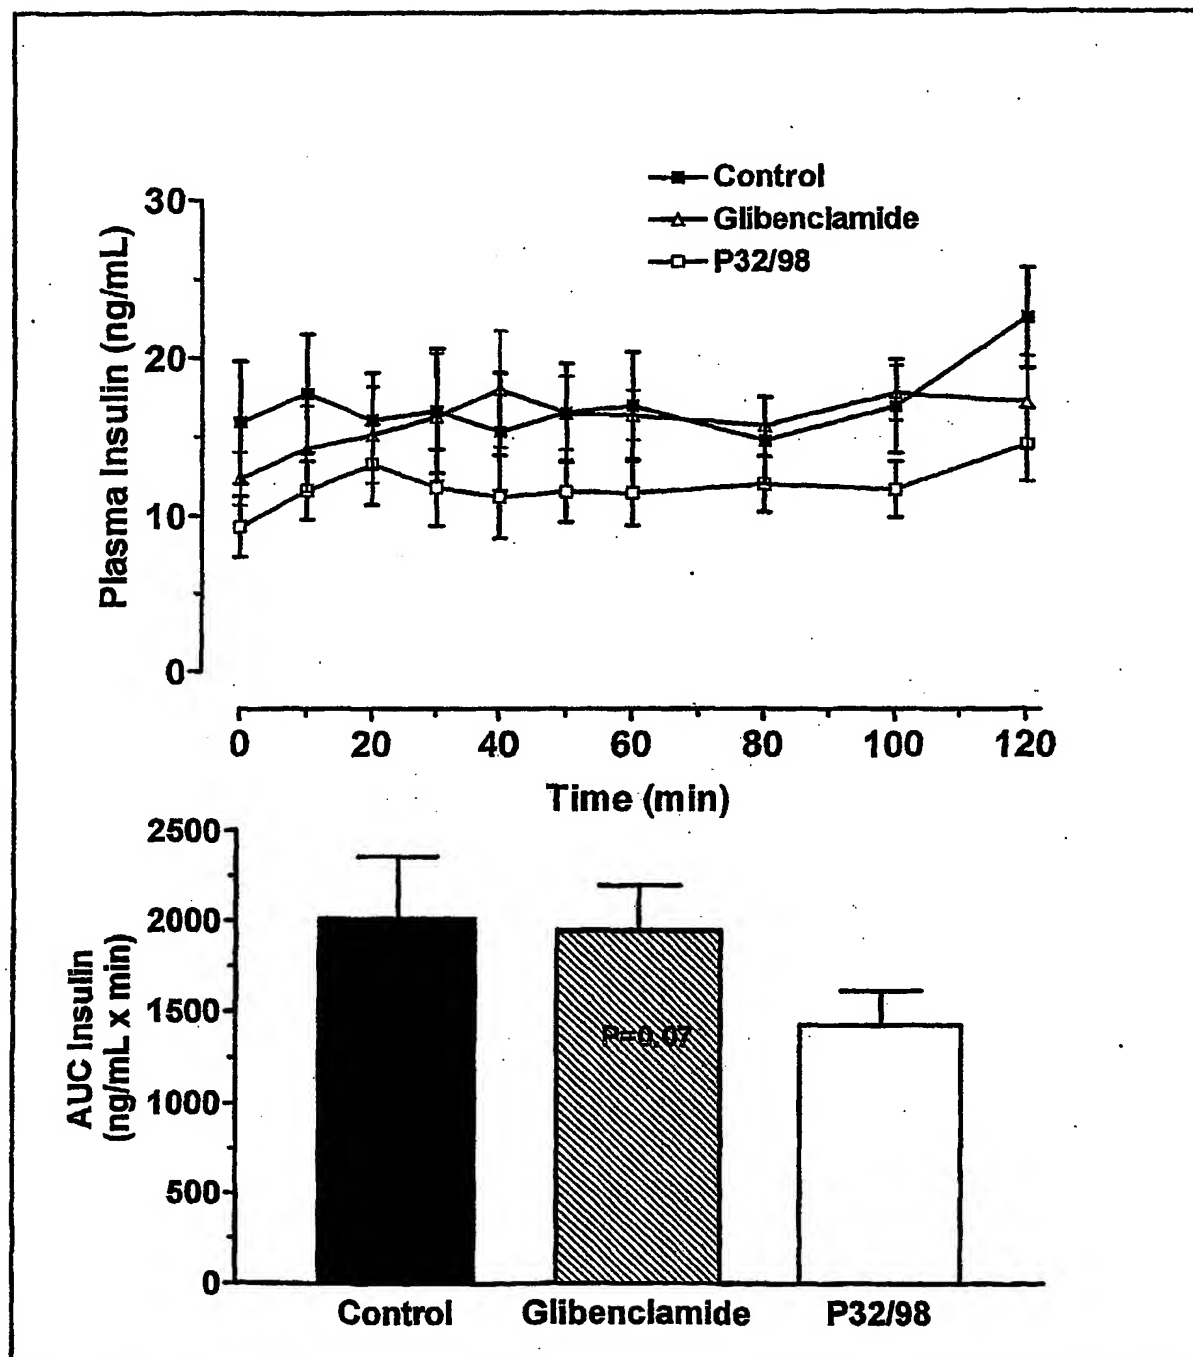 Control
Glibenclamide
P32/98
30
20
10
0
Plasma Insulin (ng/mL)
0 20 40 60 80 100 120
Time (min)
2500
2000
1500
1000
500
0
AUC Insulin
(ng/mL x min)
P=0.07
Control Glibenclamide P32/98